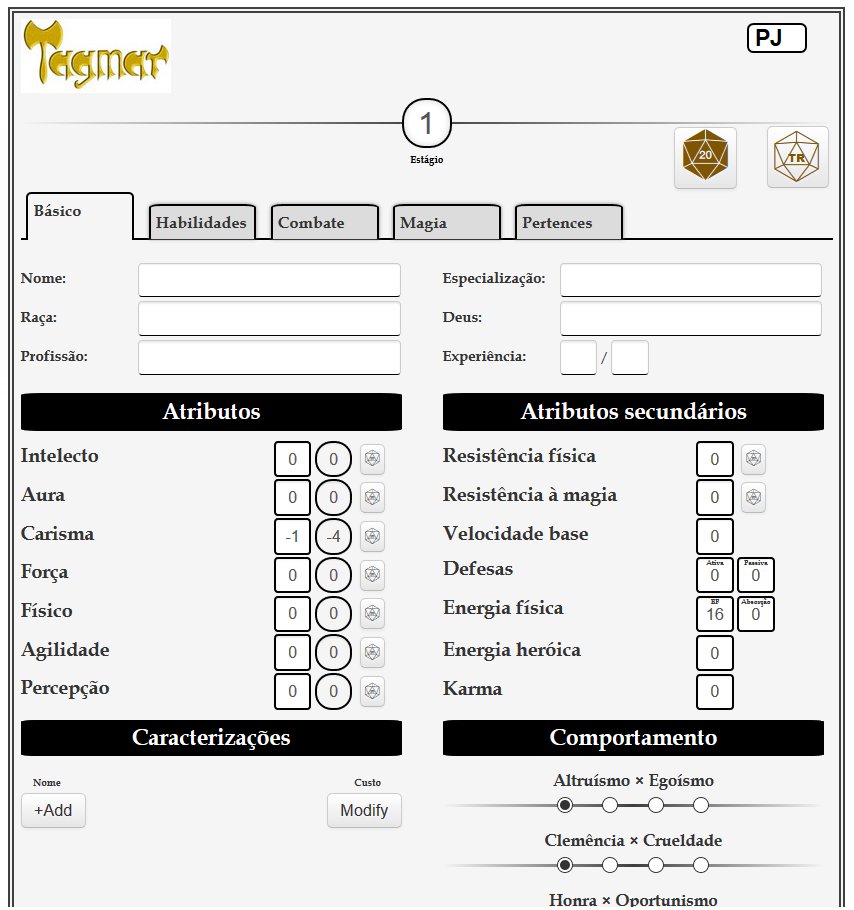 Tagmar
PJ
1
Estágio
20
TR
Básico
Habilidades
Combate
Magia
Pertences
Nome:
Especialização:
Raça:
Deus:
Profissão:
Experiência: /
Atributos
Intelecto 0 0
Aura 0 0
Carisma -1 -4
Força 0 0
Físico 0 0
Agilidade 0 0
Percepção 0 0
Atributos secundários
Resistência física 0
Resistência à magia 0
Velocidade base 0
Ativa Passiva
Defesas 0 0
EF Absorção
Energia física 16 0
Energia heróica 0
Karma 0
Caracterizações
Nome Custo
+Add Modify
Comportamento
Altruísmo × Egoísmo
Clemência × Crueldade
Honra × Oportunismo